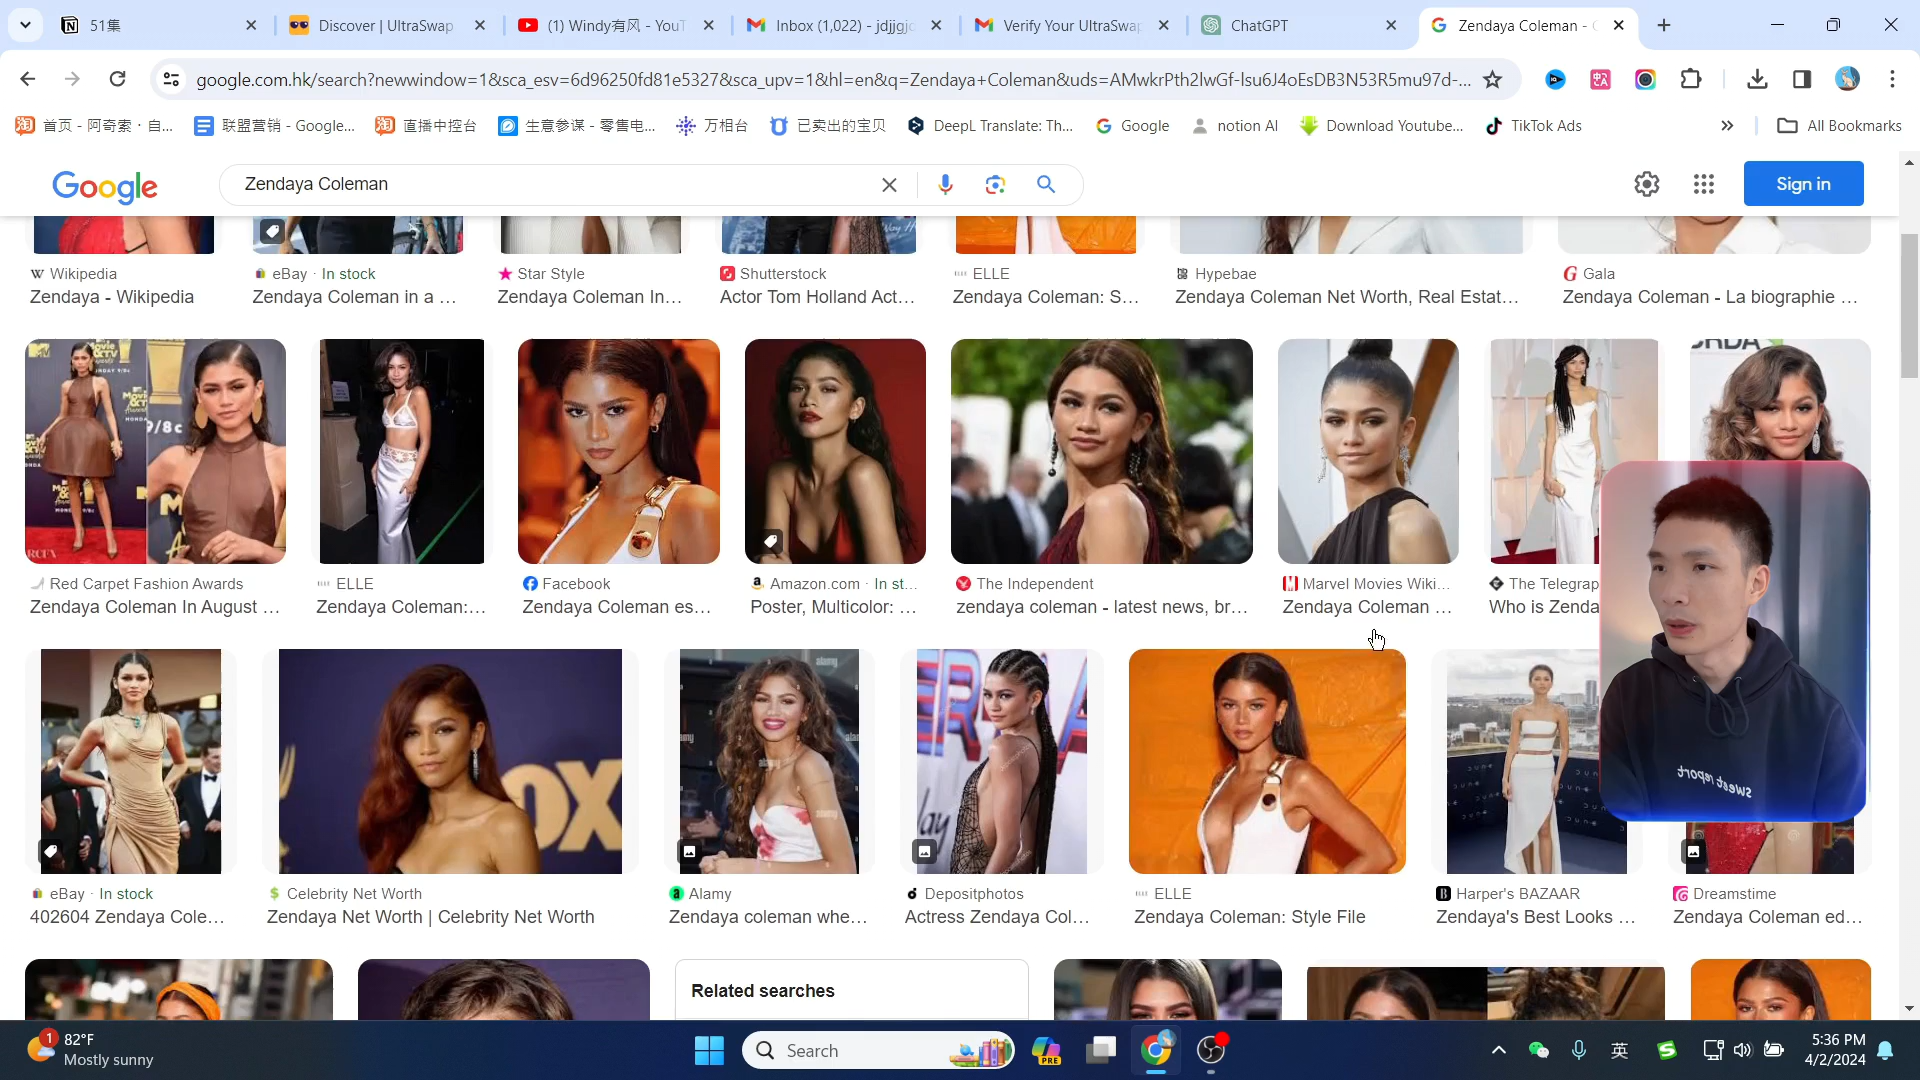 51集
Discover | UltraSwap
(1) Windy有风 - YouT
Inbox (1,022) - jdjjgjc
Verify Your UltraSwap
ChatGPT
Zendaya Coleman -
google.com.hk/search?newwindow=1&sca_esv=6d96250fd81e5327&sca_upv=1&hl=en&q=Zendaya+Coleman&uds=AMwkrPth2lwGf-lsu6J4oEsDB3N53R5mu97d-...
首页 - 阿奇索 · 自...
联盟营销 - Google...
直播中控台
生意参谋 - 零售电...
万相台
已卖出的宝贝
DeepL Translate: Th...
Google
notion AI
Download Youtube...
TikTok Ads
All Bookmarks
Google
Zendaya Coleman
Sign in
Wikipedia
Zendaya - Wikipedia
eBay · In stock
Zendaya Coleman in a ...
Star Style
Zendaya Coleman In...
Shutterstock
Actor Tom Holland Act...
ELLE
Zendaya Coleman: S...
Hypebae
Zendaya Coleman Net Worth, Real Estat...
Gala
Zendaya Coleman - La biographie ...
Red Carpet Fashion Awards
Zendaya Coleman In August ...
ELLE
Zendaya Coleman:...
Facebook
Zendaya Coleman es...
Amazon.com · In st...
Poster, Multicolor: ...
The Independent
zendaya coleman - latest news, br...
Marvel Movies Wiki...
Zendaya Coleman ...
The Telegrap
Who is Zenda
sweet report
eBay · In stock
402604 Zendaya Cole...
FOX
Celebrity Net Worth
Zendaya Net Worth | Celebrity Net Worth
alamy
Alamy
Zendaya coleman whe...
Depositphotos
Actress Zendaya Col...
ELLE
Zendaya Coleman: Style File
Harper's BAZAAR
Zendaya's Best Looks ...
Dreamstime
Zendaya Coleman ed...
Related searches
1
82°F
Mostly sunny
Search
PRE
英
5:36 PM
4/2/2024